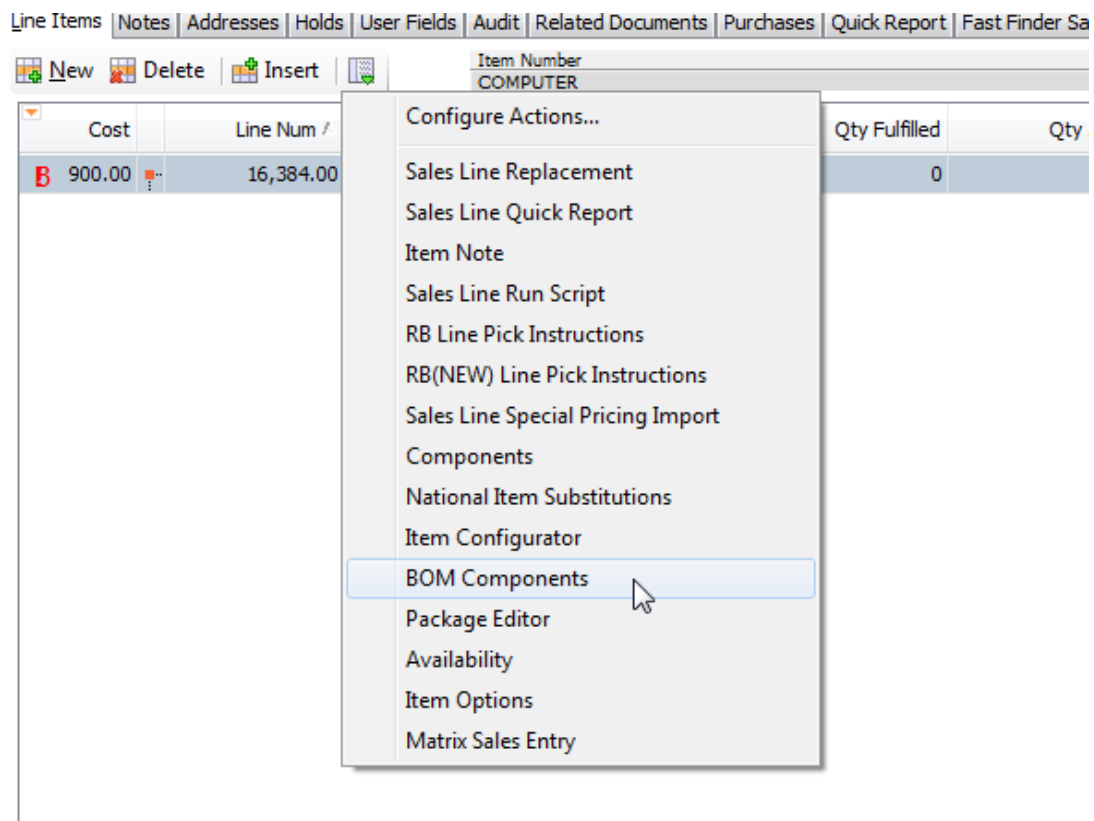 Line Items Notes Addresses Holds User Fields Audit Related Documents Purchases Quick Report Fast Finder Sa
New Delete Insert
Item Number
COMPUTER
Cost Line Num / Qty Fulfilled Qty
B 900.00 16,384.00 0
Configure Actions...
Sales Line Replacement
Sales Line Quick Report
Item Note
Sales Line Run Script
RB Line Pick Instructions
RB(NEW) Line Pick Instructions
Sales Line Special Pricing Import
Components
National Item Substitutions
Item Configurator
BOM Components
Package Editor
Availability
Item Options
Matrix Sales Entry